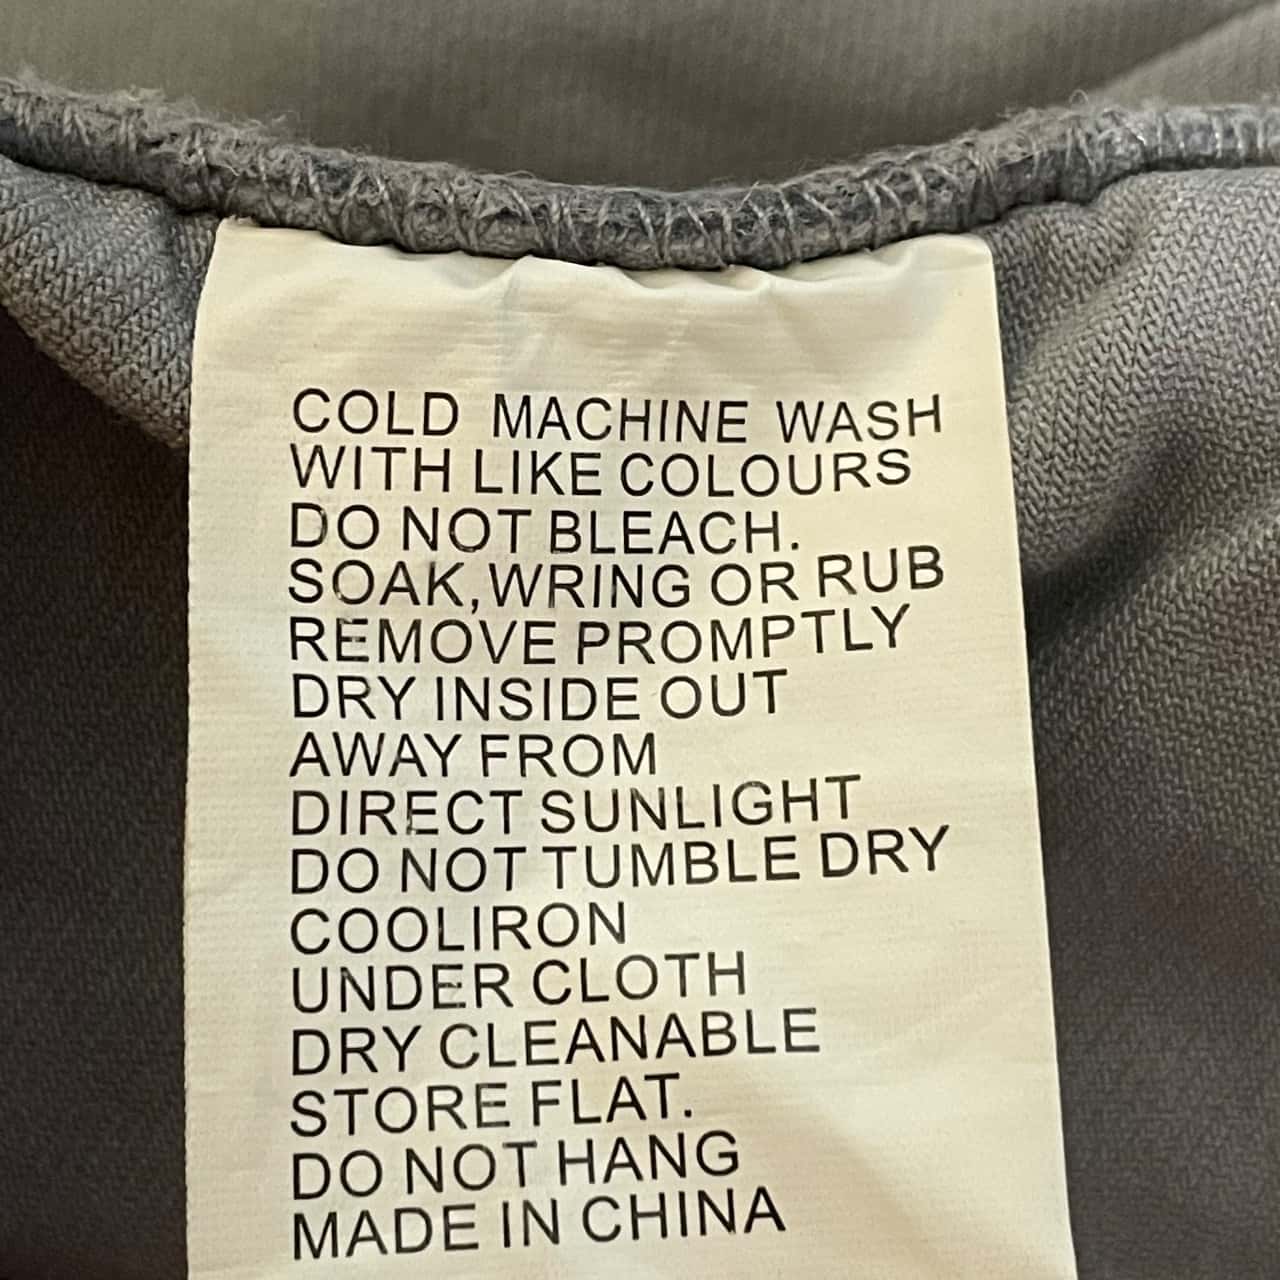 COLD MACHINE WASH
WITH LIKE COLOURS
DO NOT BLEACH.
SOAK,WRING OR RUB
REMOVE PROMPTLY
DRY INSIDE OUT
AWAY FROM
DIRECT SUNLIGHT
DO NOT TUMBLE DRY
COOLIRON
UNDER CLOTH
DRY CLEANABLE
STORE FLAT.
DO NOT HANG
MADE IN CHINA